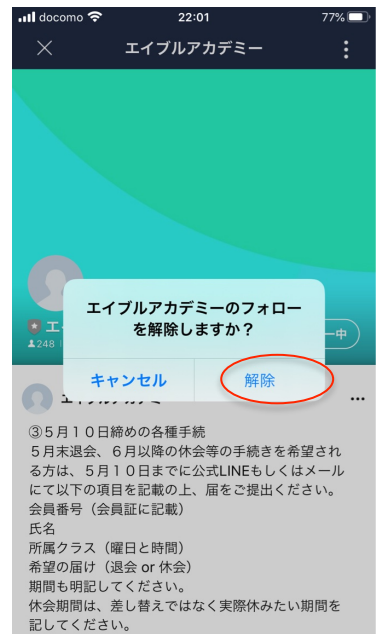 docomo 22:01 77%
エイブルアカデミー
エイブルアカデミーのフォロー
を解除しますか？
エ
248
ー中
キャンセル 解除
③５月１０日締めの各種手続
５月末退会、６月以降の休会等の手続きを希望され
る方は、５月１０日までに公式LINEもしくはメール
にて以下の項目を記載の上、届をご提出ください。
会員番号（会員証に記載）
氏名
所属クラス（曜日と時間）
希望の届け（退会 or 休会）
期間も明記してください。
休会期間は、差し替えではなく実際休みたい期間を
記してください。